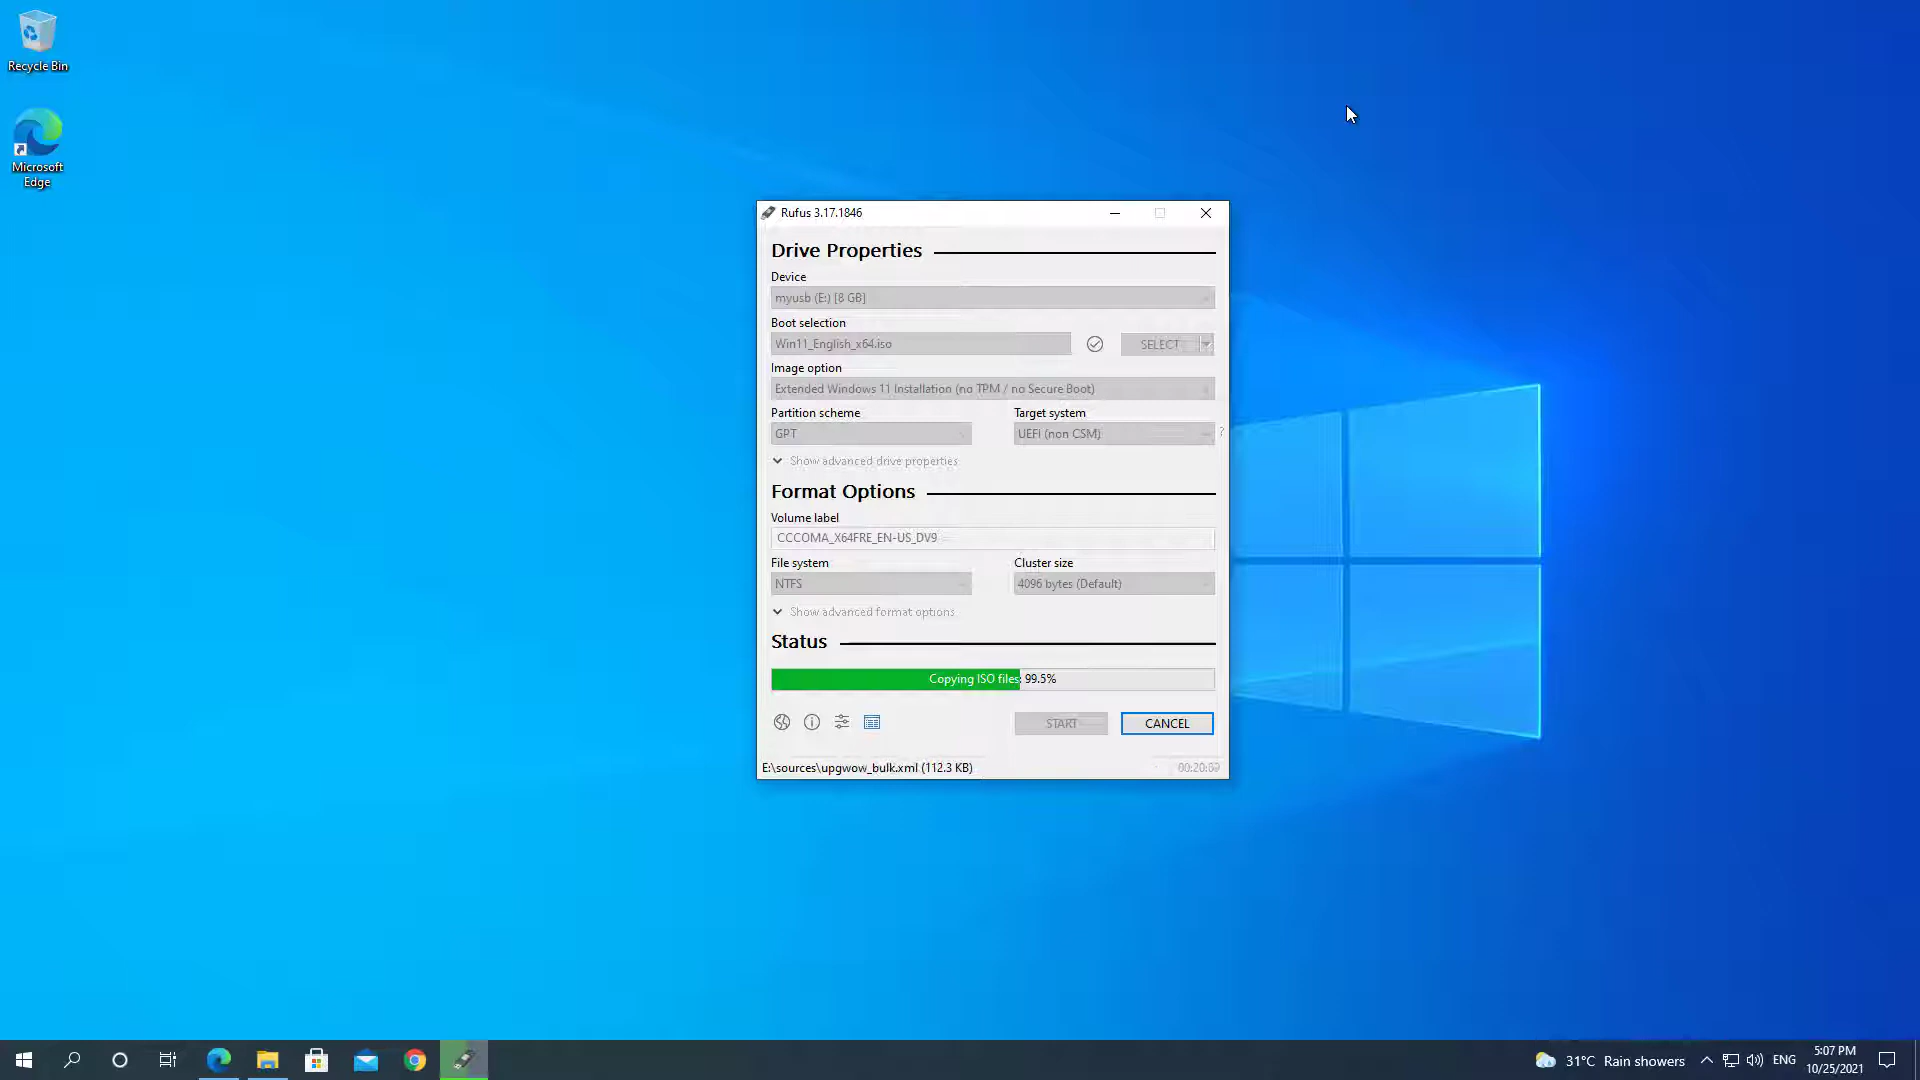 Recycle Bin
Microsoft
Edge
Rufus 3.17.1846
Drive Properties
Device
myusb (E:) [8 GB]
Boot selection
Win11_English_x64.iso
SELECT
Image option
Extended Windows 11 Installation (no TPM / no Secure Boot)
Partition scheme
Target system
GPT
UEFI (non CSM)
?
Show advanced drive properties
Format Options
Volume label
CCCOMA_X64FRE_EN-US_DV9
File system
Cluster size
NTFS
4096 bytes (Default)
Show advanced format options
Status
Copying ISO files: 99.5%
START
CANCEL
E:\sources\upgwow_bulk.xml (112.3 KB)
31°C Rain showers
ENG
5:07 PM
10/25/2021